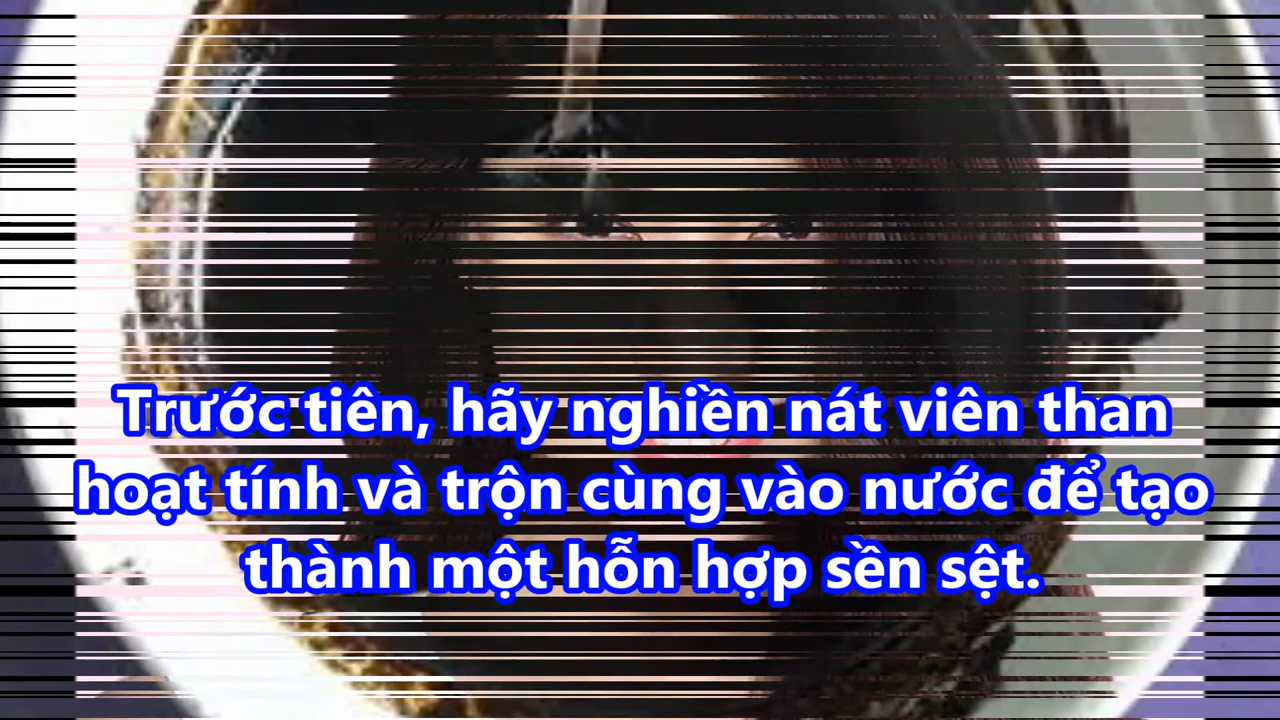 Trước tiên, hãy nghiền nát viên than
hoạt tính và trộn cùng vào nước để tạo
thành một hỗn hợp sền sệt.